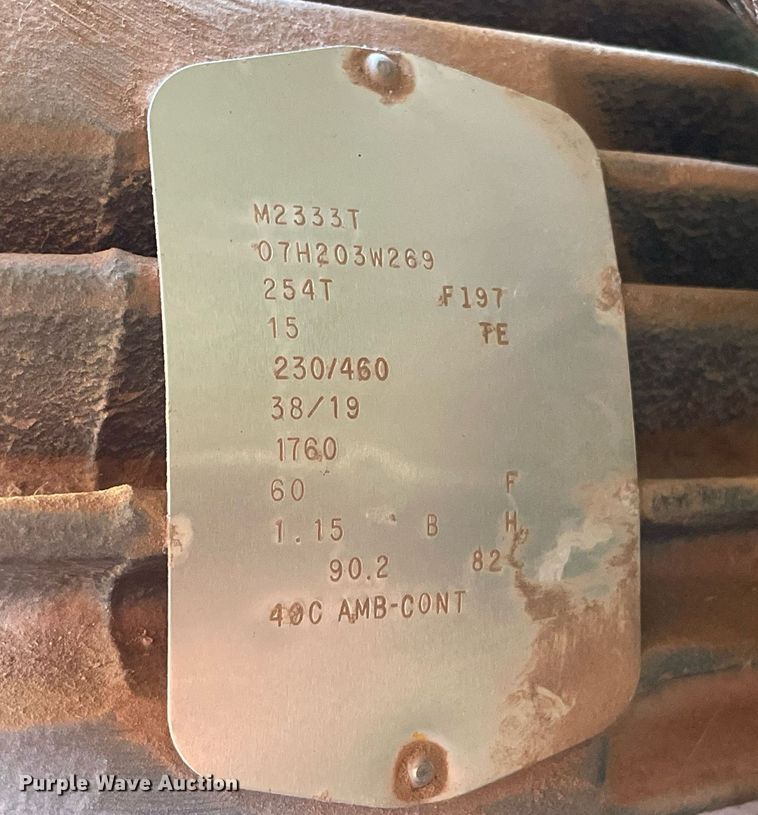 M2333T
07H203W269
254T F197
15 TE
230/460
38/19
1760
60 F
1.15 B H
90.2 82
40C AMB-CONT
Purple Wave Auction